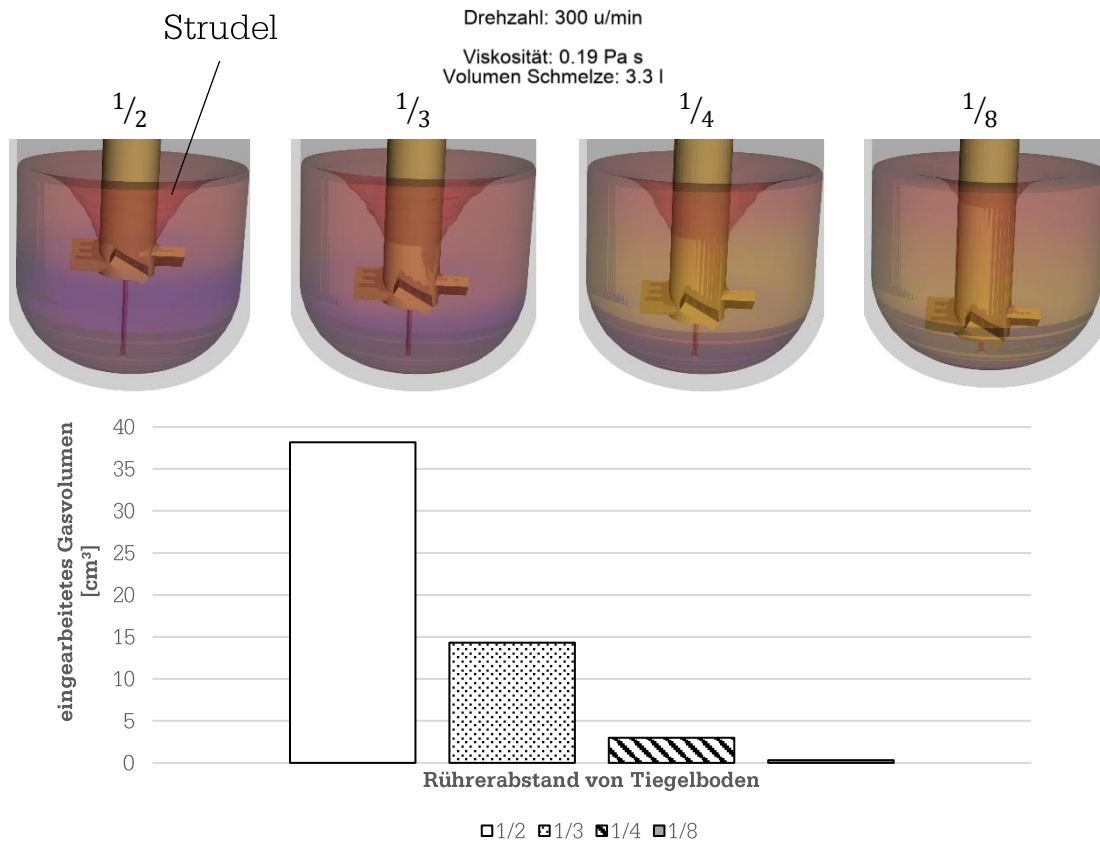 Drehzahl: 300 u/min
Strudel
Viskosität: 0.19 Pa s
Volumen Schmelze: 3.3 l
1/2 1/3 1/4 1/8
eingearbeitetes Gasvolumen
[cm³]
40
35
30
25
20
15
10
5
0
Rührerabstand von Tiegelboden
1/2 1/3 1/4 1/8